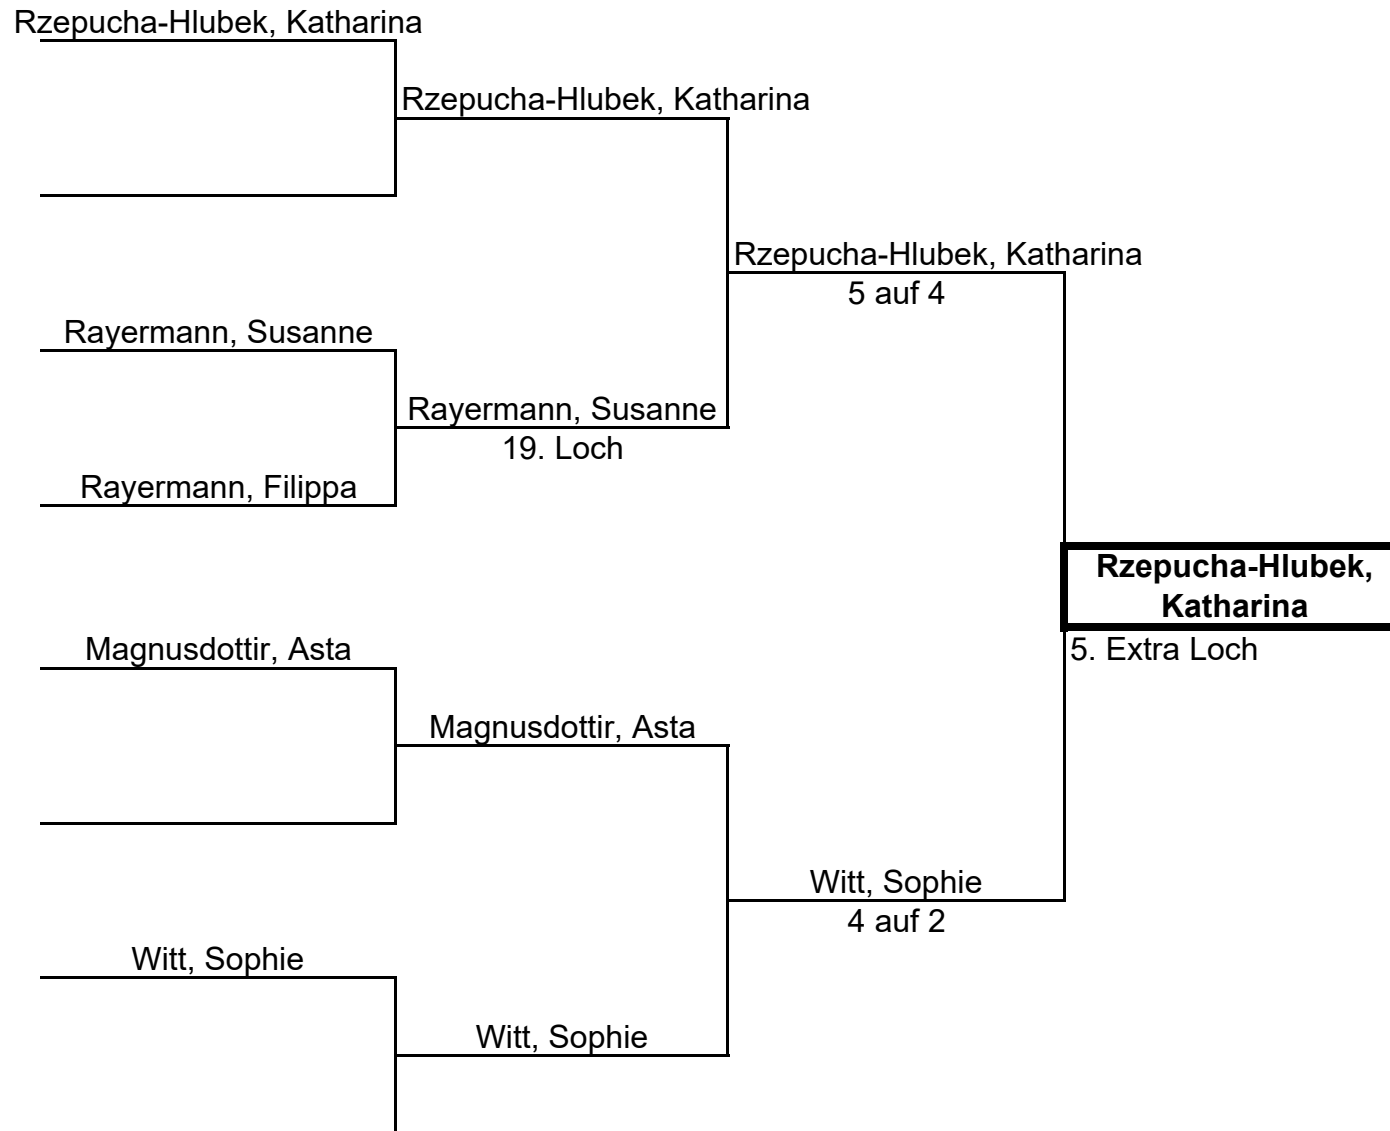 Rzepucha-Hlubek, Katharina
Rzepucha-Hlubek, Katharina
Rzepucha-Hlubek, Katharina
5 auf 4
Rayermann, Susanne
Rayermann, Susanne
19. Loch
Rayermann, Filippa
Rzepucha-Hlubek,
Katharina
5. Extra Loch
Magnusdottir, Asta
Magnusdottir, Asta
Witt, Sophie
4 auf 2
Witt, Sophie
Witt, Sophie